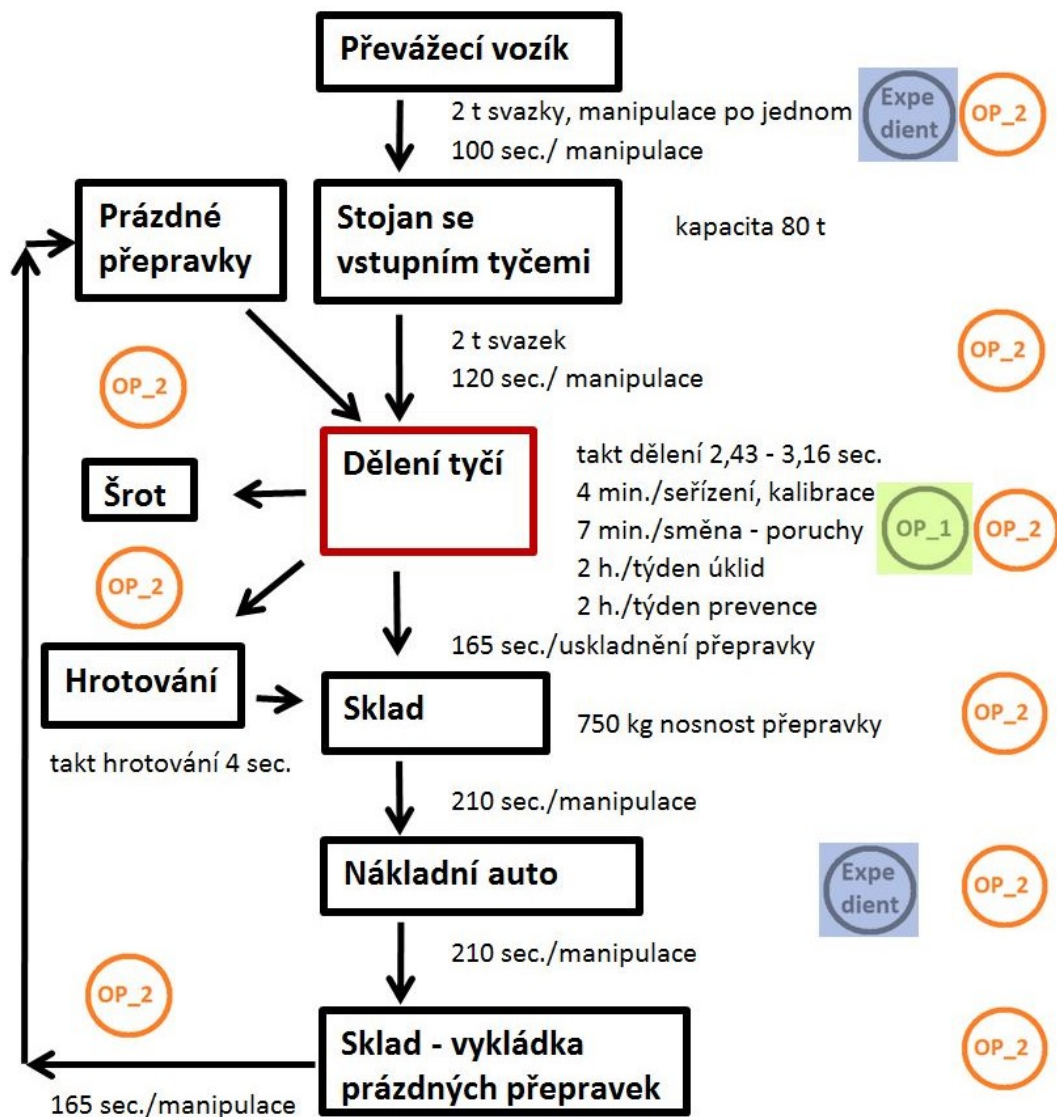 Převážecí vozík
2 t svazky, manipulace po jednom
100 sec./ manipulace
Expe
dient
OP_2
Prázdné
přepravky
Stojan se
vstupním tyčemi
kapacita 80 t
2 t svazek
120 sec./ manipulace
OP_2
OP_2
Dělení tyčí
takt dělení 2,43 - 3,16 sec.
4 min./seřízení, kalibrace
7 min./směna - poruchy
2 h./týden úklid
2 h./týden prevence
OP_1
OP_2
Šrot
OP_2
165 sec./uskladnění přepravky
Hrotování
takt hrotování 4 sec.
Sklad
750 kg nosnost přepravky
OP_2
210 sec./manipulace
Nákladní auto
Expe
dient
OP_2
210 sec./manipulace
OP_2
Sklad - vykládka
prázdných přepravek
OP_2
165 sec./manipulace